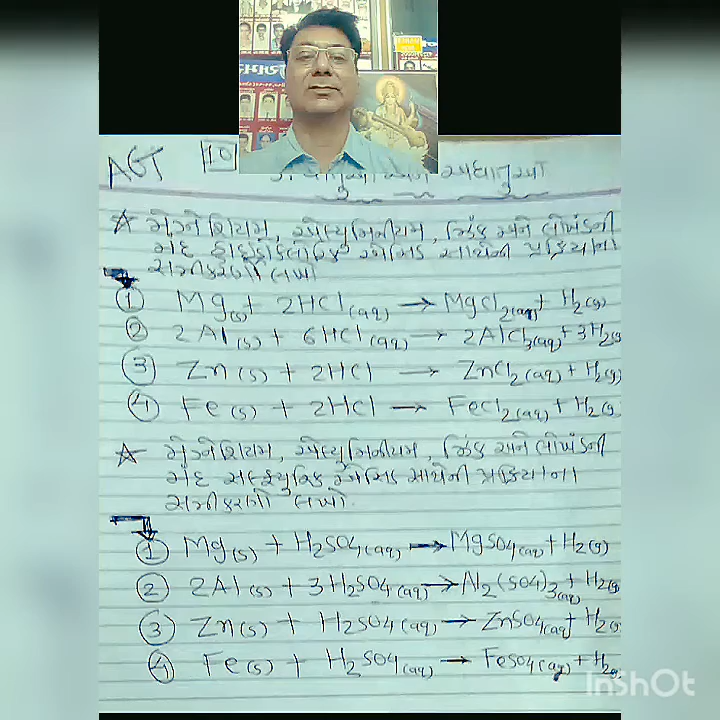 AGT 10 અધાતુઓ
☆ મેગ્નેશિયમ, એલ્યુમિનીયમ, ઝિંક અને લોખંડની
મંદ હાઇડ્રોક્લોરિક એસિડ સાથેની પ્રક્રિયાના
સમીકરણો લખો
① Mg(s) + 2HCl(aq) → MgCl2(aq) + H2(g)
② 2Al(s) + 6HCl(aq) → 2AlCl3(aq) + 3H2(g
③ Zn(s) + 2HCl → ZnCl2(aq) + H2(g)
④ Fe(s) + 2HCl → FeCl2(aq) + H2(g
☆ મેગ્નેશિયમ, એલ્યુમિનીયમ, ઝિંક અને લોખંડની
મંદ સલ્ફ્યુરિક એસિડ સાથેની પ્રક્રિયાના
સમીકરણો લખો.
① Mg(s) + H2SO4(aq) → MgSO4(aq) + H2(g)
② 2Al(s) + 3H2SO4(aq) → Al2(SO4)3(aq) + H2(g
③ Zn(s) + H2SO4(aq) → ZnSO4(aq) + H2(g
④ Fe(s) + H2SO4(aq) → FeSO4(aq) + H2(g
InShOt